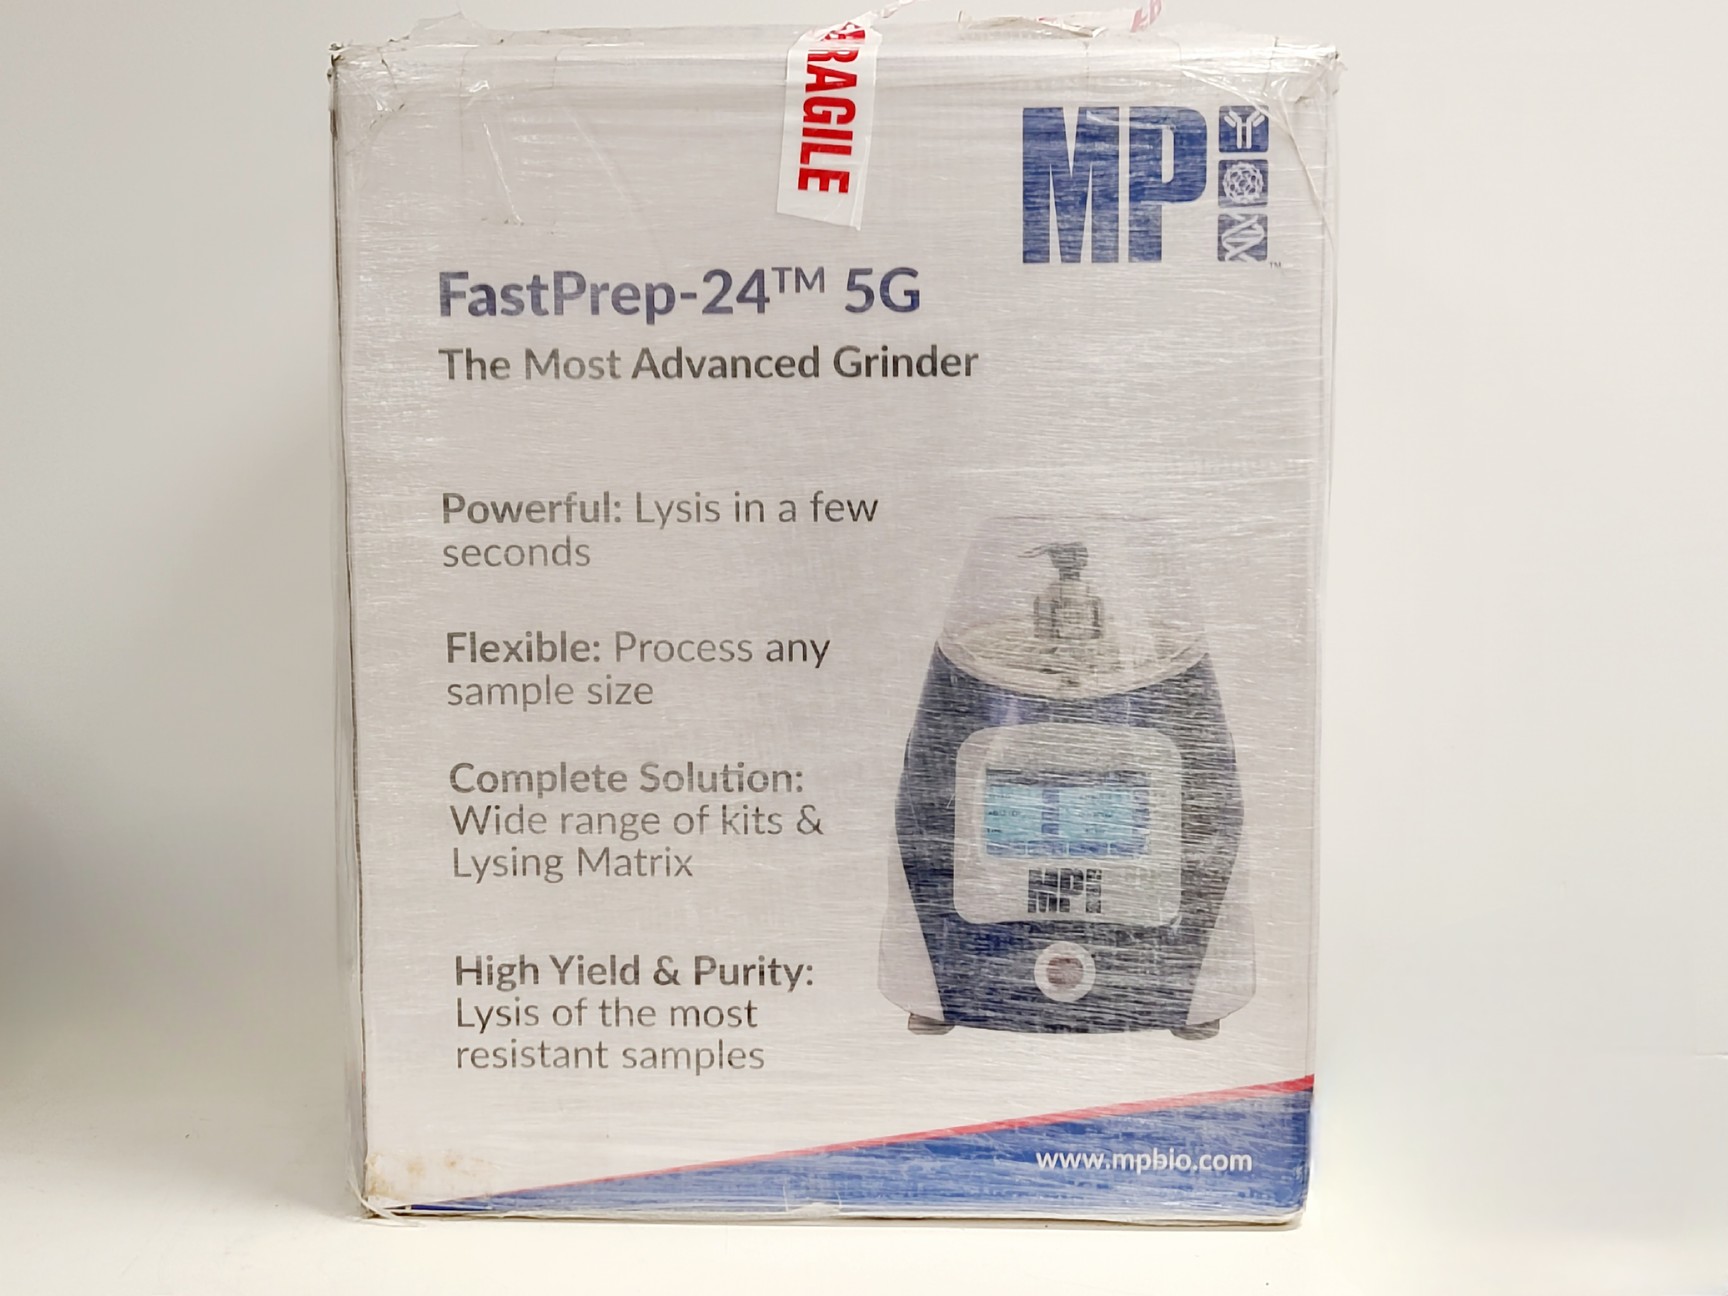 FRAGILE
MP
™
FastPrep-24™ 5G
The Most Advanced Grinder
Powerful: Lysis in a few
seconds
Flexible: Process any
sample size
Complete Solution:
Wide range of kits &
Lysing Matrix
MP
High Yield & Purity:
Lysis of the most
resistant samples
www.mpbio.com